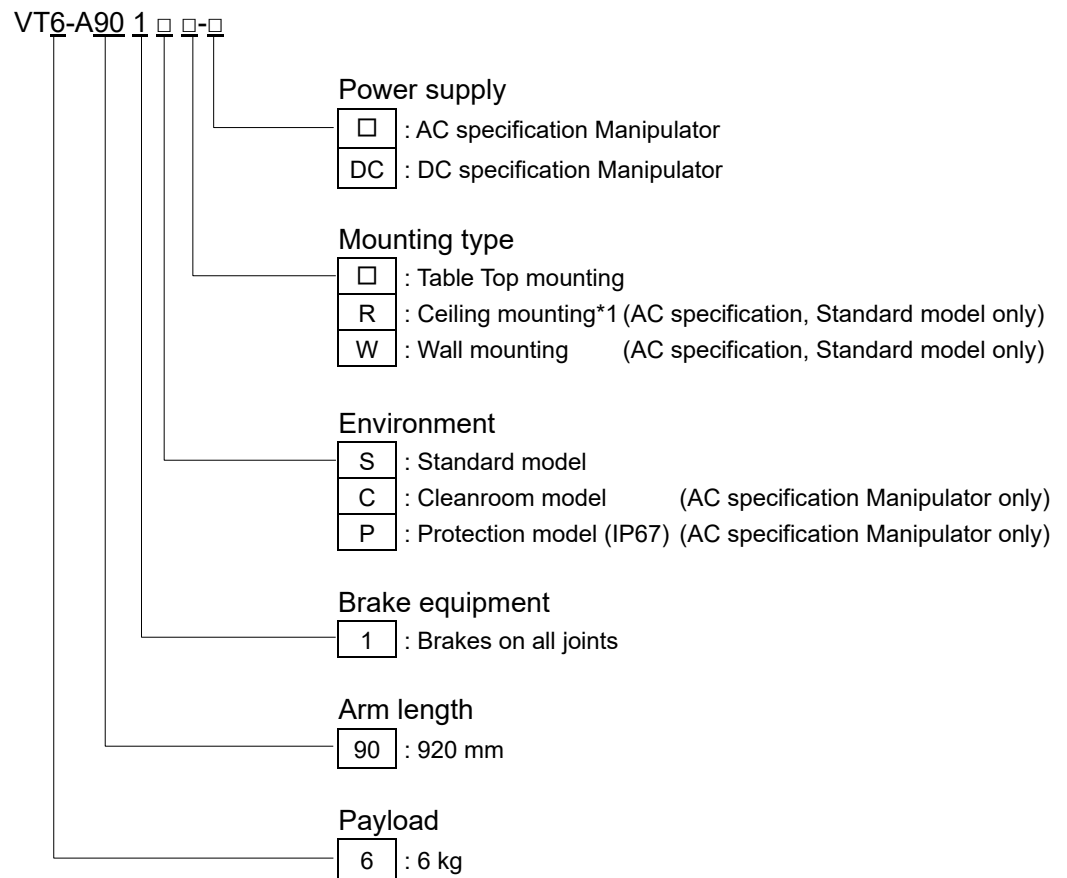 VT6-A90 1 □ □-□
Power supply
□ : AC specification Manipulator
DC : DC specification Manipulator
Mounting type
□ : Table Top mounting
R : Ceiling mounting*1 (AC specification, Standard model only)
W : Wall mounting (AC specification, Standard model only)
Environment
S : Standard model
C : Cleanroom model (AC specification Manipulator only)
P : Protection model (IP67) (AC specification Manipulator only)
Brake equipment
1 : Brakes on all joints
Arm length
90 : 920 mm
Payload
6 : 6 kg